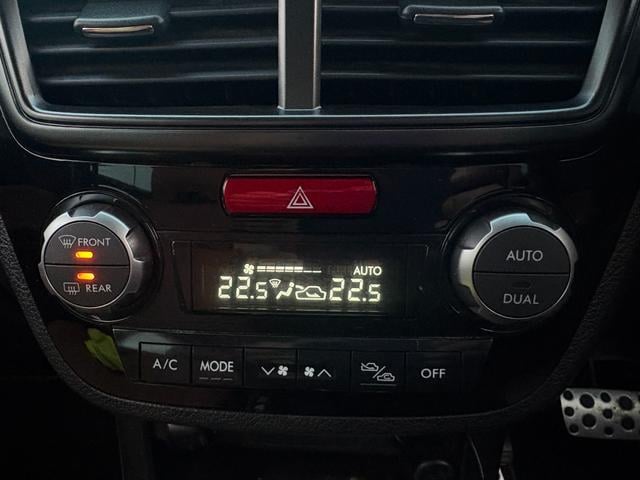 FRONT
REAR
AUTO
22.5 22.5
AUTO
DUAL
A/C
MODE
OFF